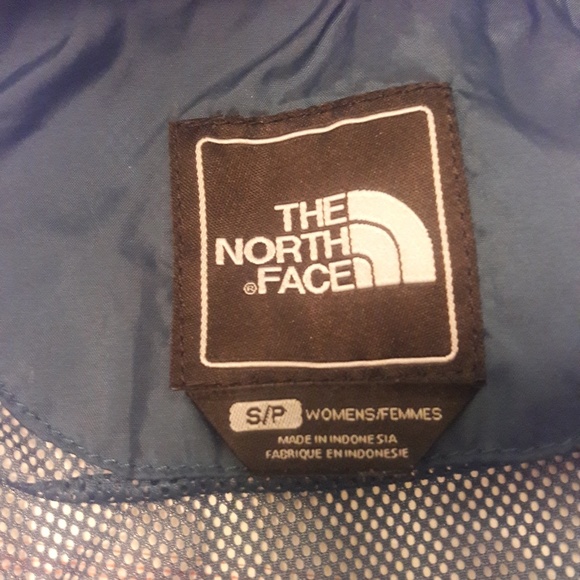 THE
NORTH
®FACE
S/P WOMENS/FEMMES
MADE IN INDONESIA
FABRIQUE EN INDONESIE